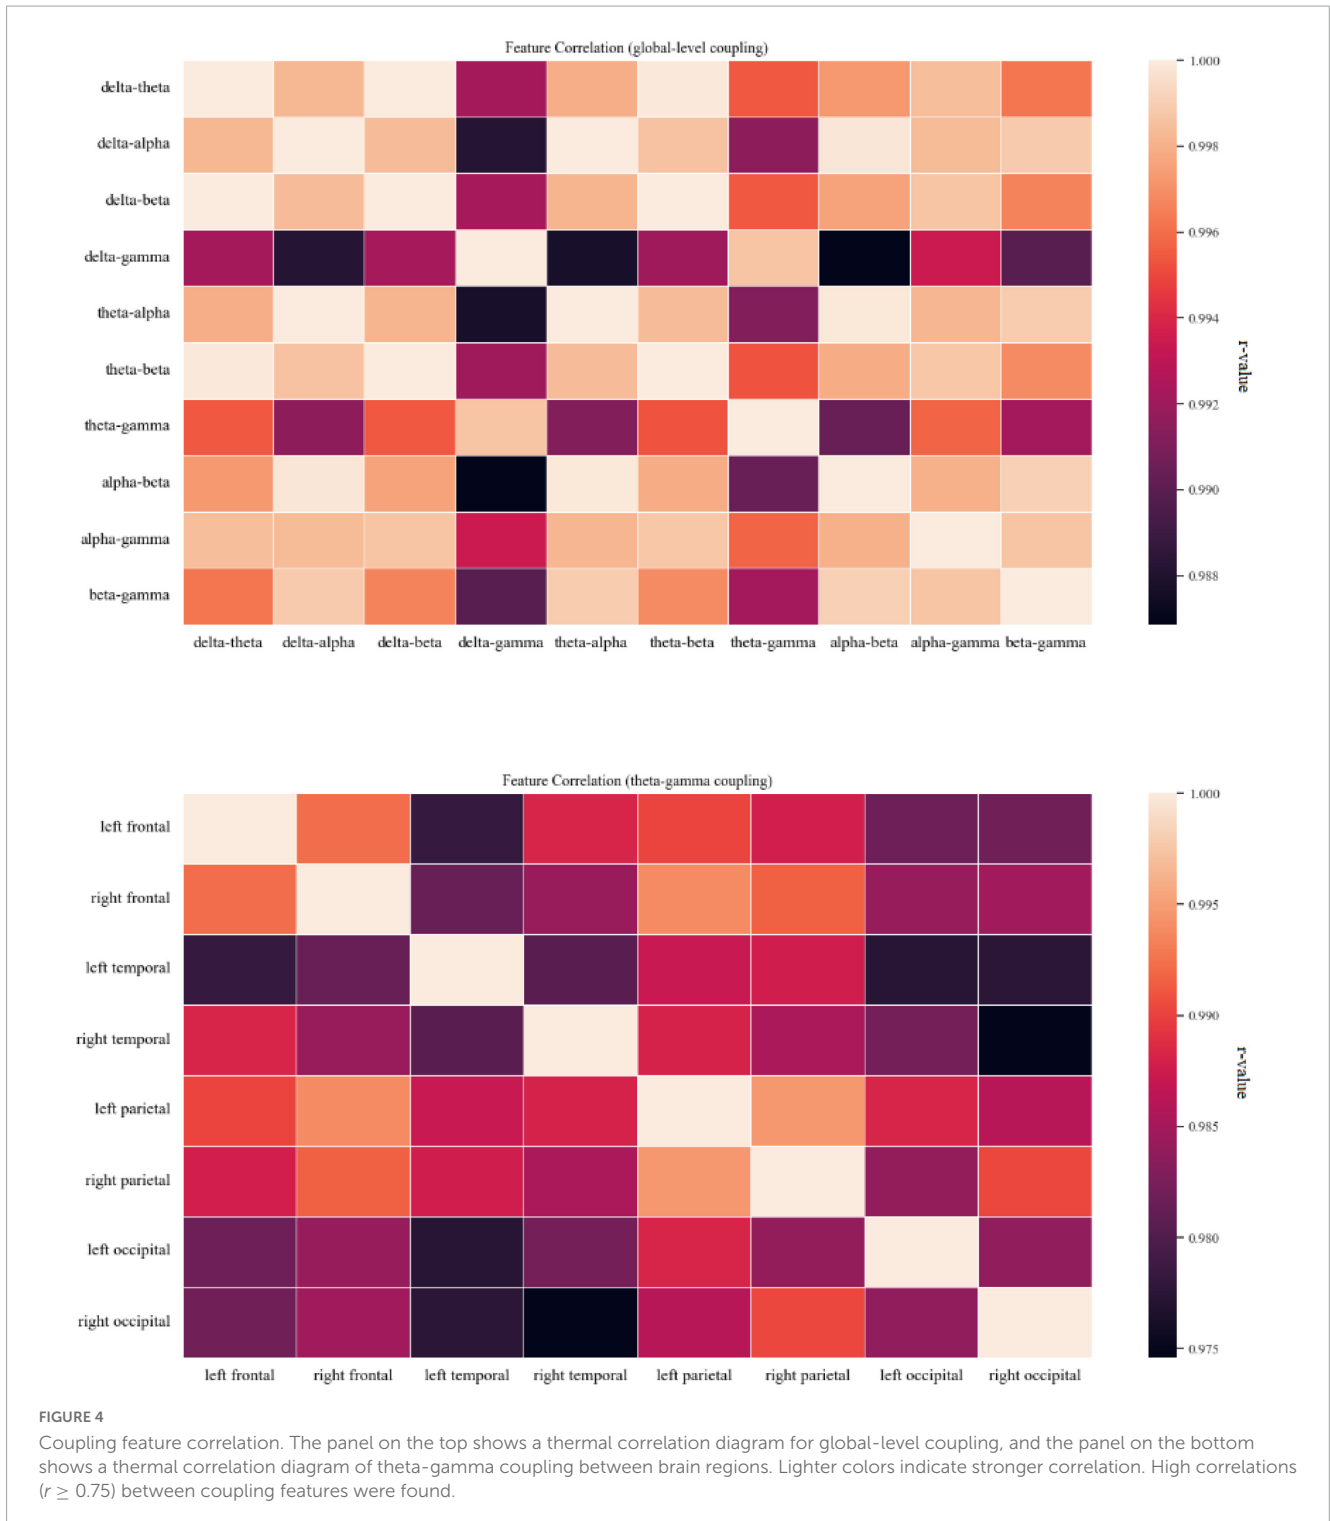 Feature Correlation (global-level coupling)
delta-theta
delta-alpha
delta-beta
delta-gamma
theta-alpha
theta-beta
theta-gamma
alpha-beta
alpha-gamma
beta-gamma
delta-theta delta-alpha delta-beta delta-gamma theta-alpha theta-beta theta-gamma alpha-beta alpha-gamma beta-gamma
1.000
0.998
0.996
0.994
0.992
0.990
0.988
r-value
Feature Correlation (theta-gamma coupling)
left frontal
right frontal
left temporal
right temporal
left parietal
right parietal
left occipital
right occipital
left frontal right frontal left temporal right temporal left parietal right parietal left occipital right occipital
1.000
0.995
0.990
0.985
0.980
0.975
r-value
FIGURE 4
Coupling feature correlation. The panel on the top shows a thermal correlation diagram for global-level coupling, and the panel on the bottom
shows a thermal correlation diagram of theta-gamma coupling between brain regions. Lighter colors indicate stronger correlation. High correlations
(r ≥ 0.75) between coupling features were found.